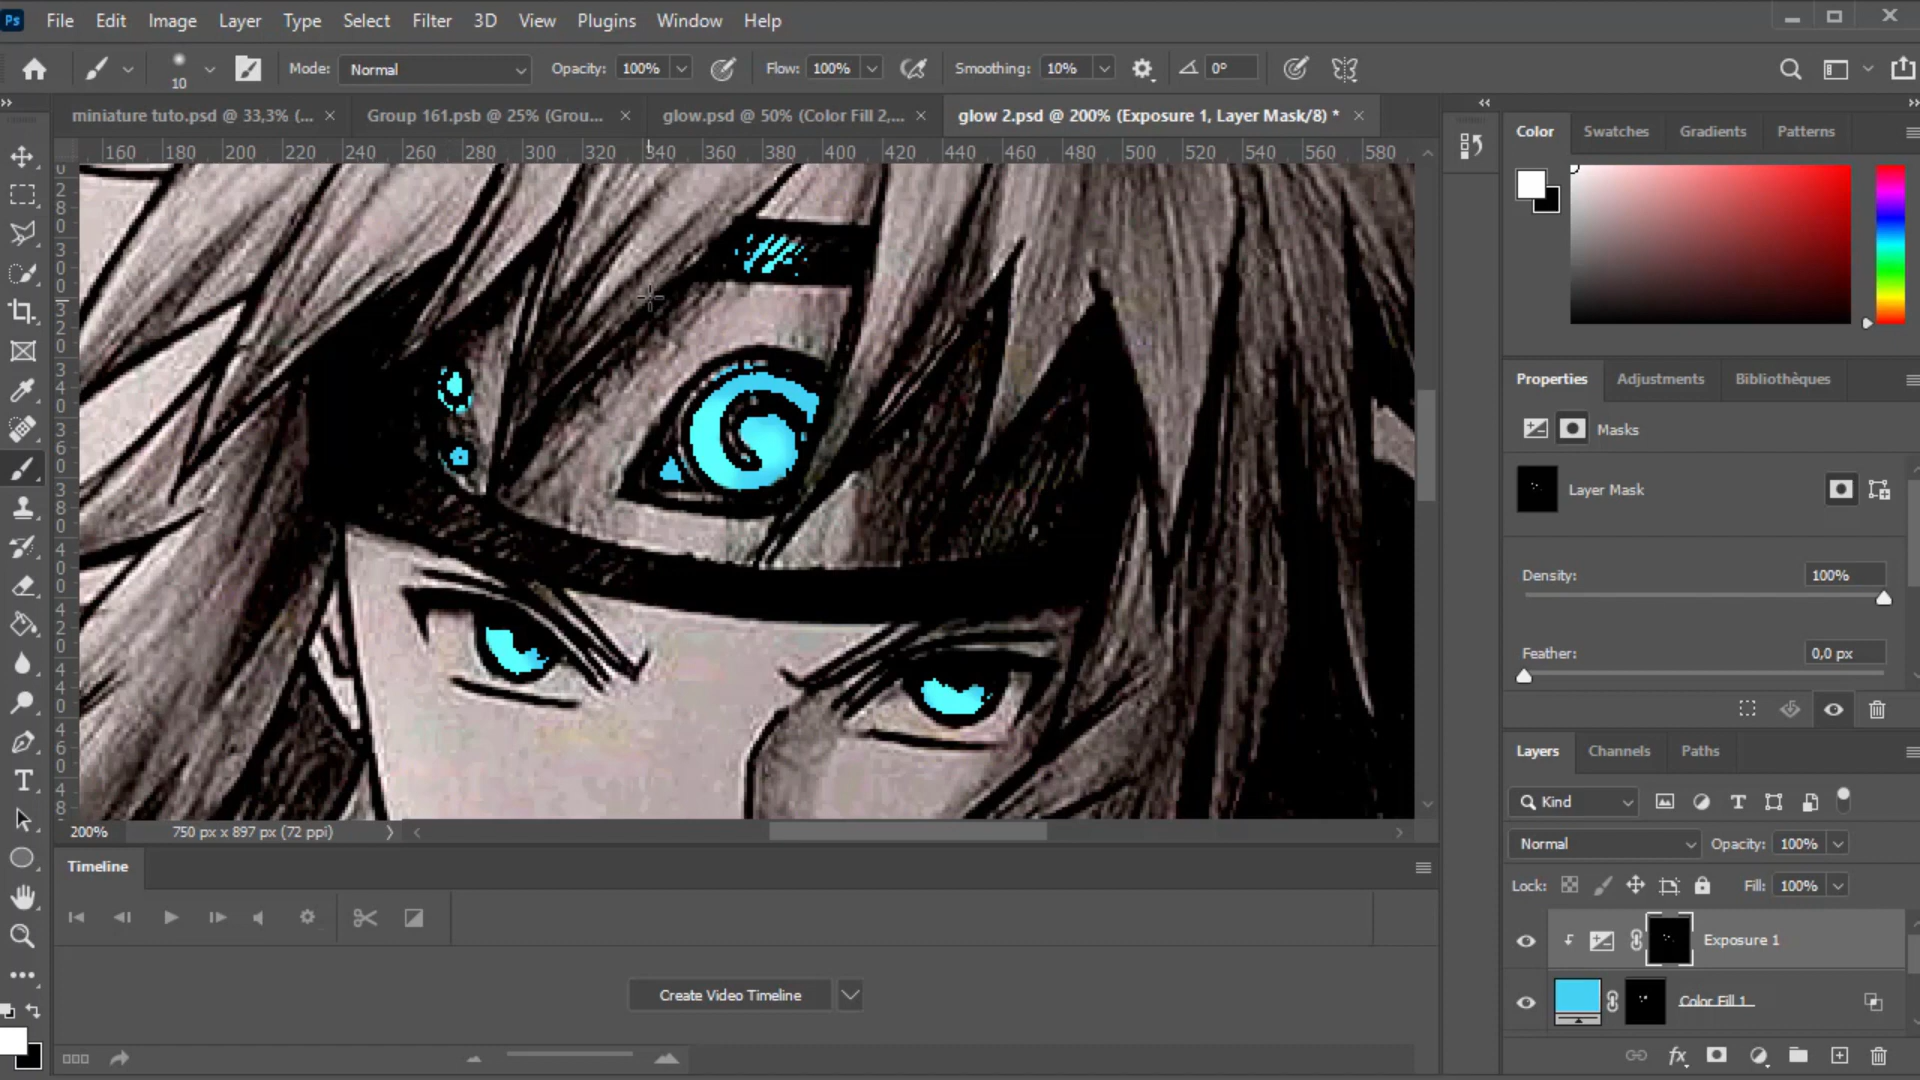 Ps File Edit Image Layer Type Select Filter 3D View Plugins Window Help
10 Mode: Normal Opacity: 100% Flow: 100% Smoothing: 10% 0°
miniature tuto.psd @ 33,3% (... × Group 161.psb @ 25% (Grou... × glow.psd @ 50% (Color Fill 2,... × glow 2.psd @ 200% (Exposure 1, Layer Mask/8) * ×
160 180 200 220 240 260 280 300 320 340 360 380 400 420 440 460 480 500 520 540 560 580
Color Swatches Gradients Patterns
Properties Adjustments Bibliothèques
Masks
Layer Mask
Density: 100%
Feather: 0,0 px
Layers Channels Paths
Kind
Normal Opacity: 100%
Lock: Fill: 100%
Exposure 1
Color Fill 1
200% 750 px x 897 px (72 ppi)
Timeline
Create Video Timeline